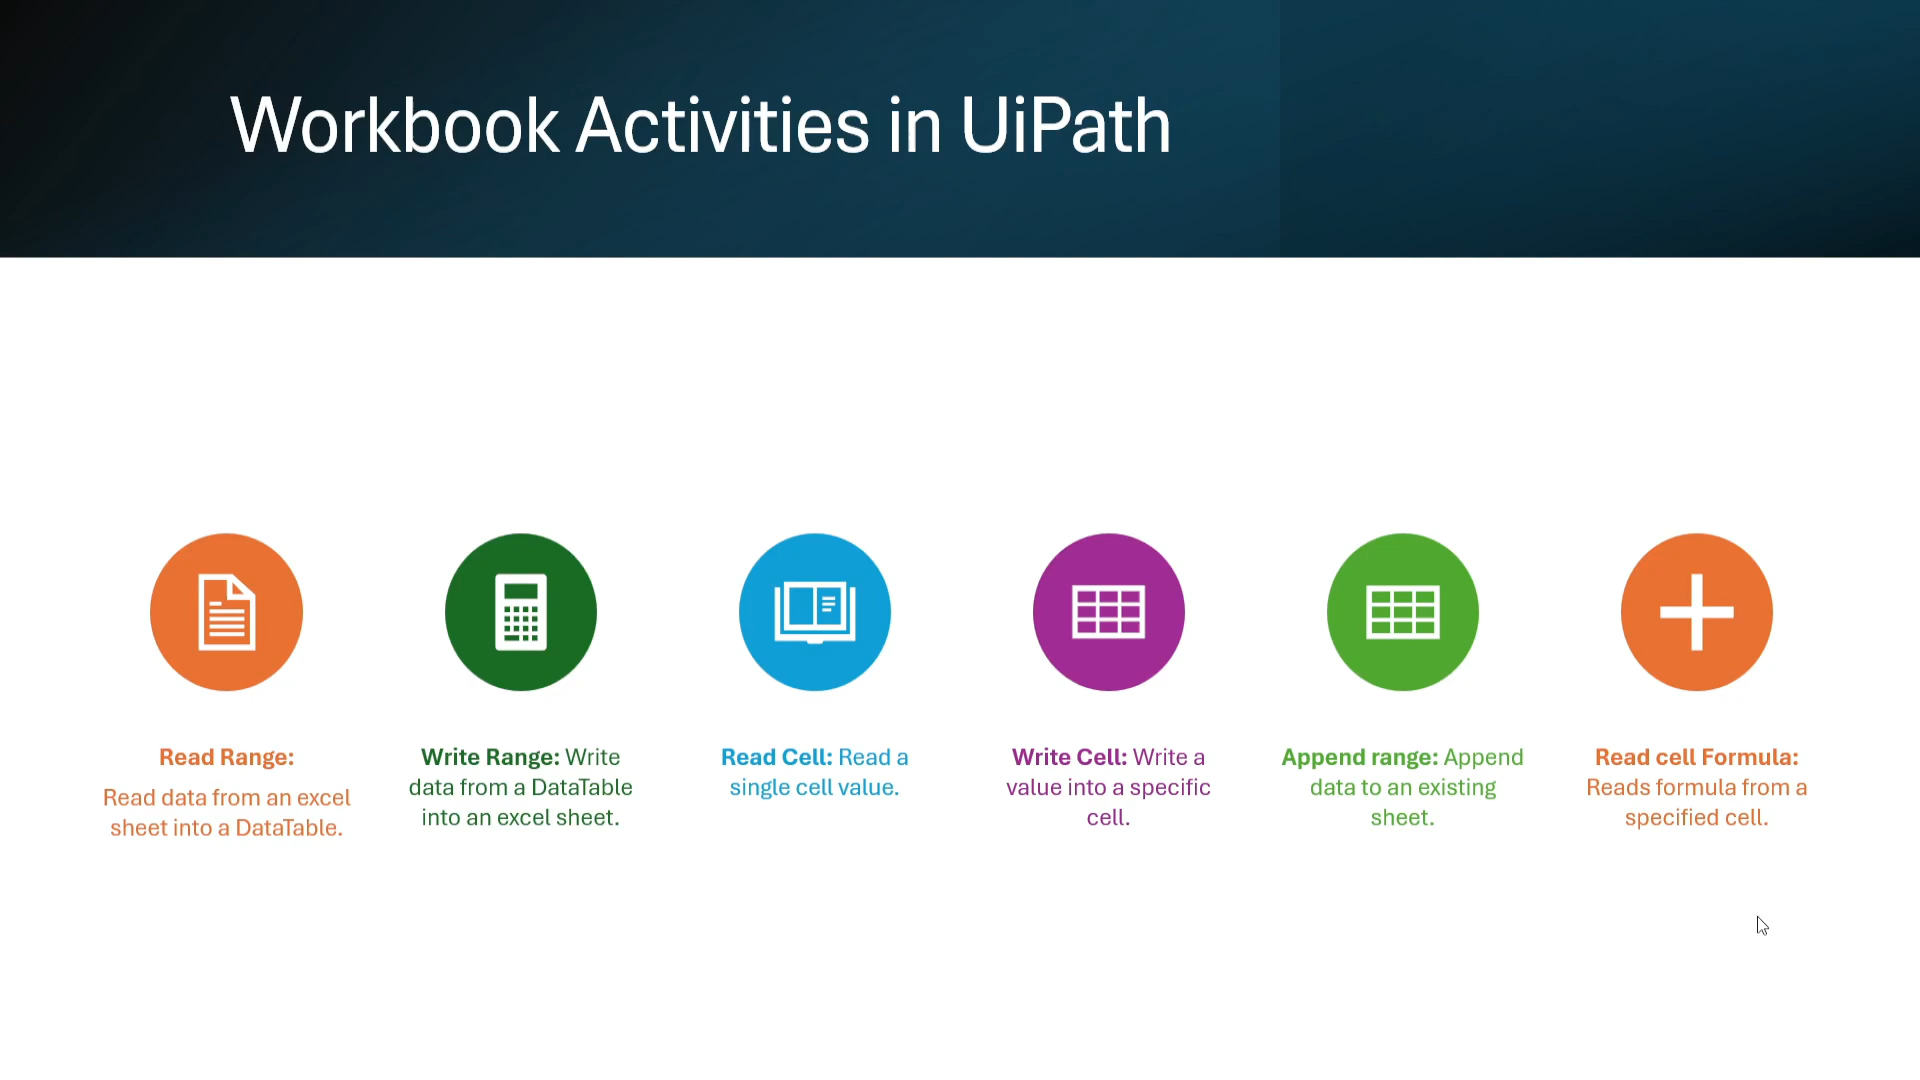 Workbook Activities in UiPath
Read Range:
Read data from an excel
sheet into a DataTable.
Write Range: Write
data from a DataTable
into an excel sheet.
Read Cell: Read a
single cell value.
Write Cell: Write a
value into a specific
cell.
Append range: Append
data to an existing
sheet.
Read cell Formula:
Reads formula from a
specified cell.